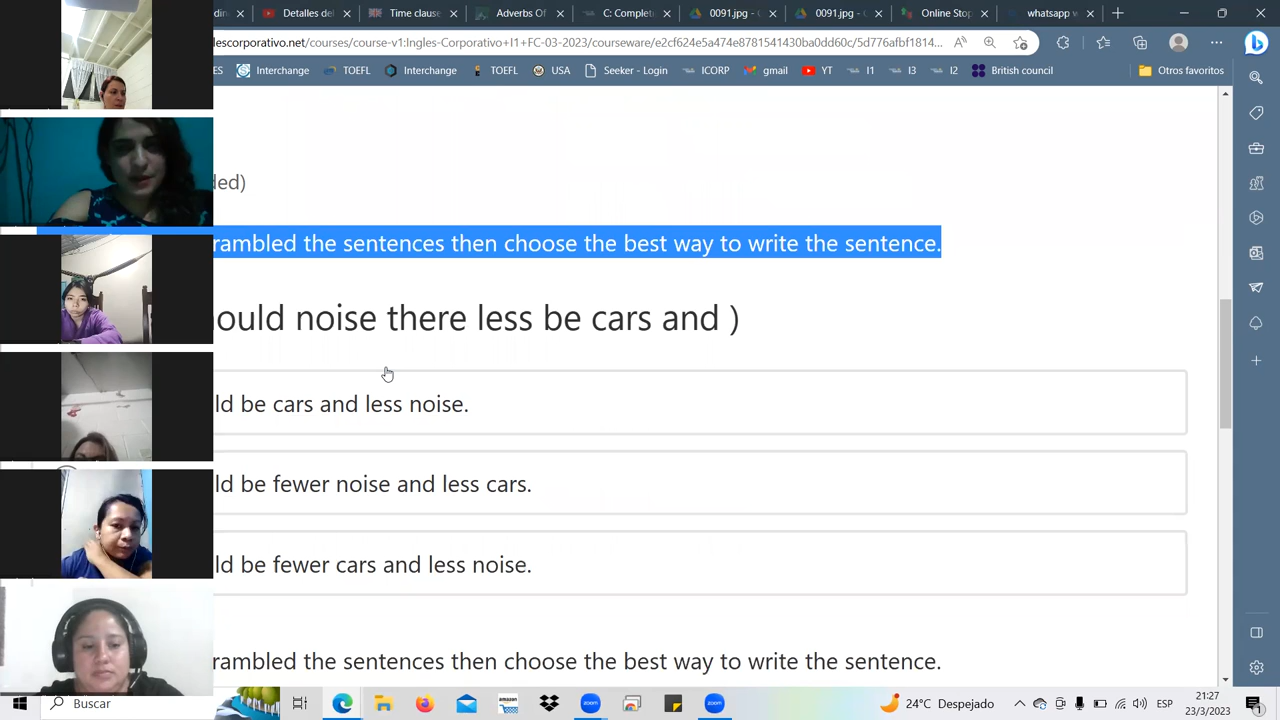 Detalles de
Time clause
Adverbs Of
C: Complet
0091.jpg -
0091.jpg -
Online Stop
whatsapp v
lescorporativo.net/courses/course-v1:Ingles-Corporativo+I1+FC-03-2023/courseware/e2cf624e5a474e8781541430ba0dd60c/5d776afbf1b14...
ES Interchange TOEFL Interchange TOEFL USA Seeker - Login ICORP gmail YT I1 I3 I2 British council Otros favoritos
ded)
rambled the sentences then choose the best way to write the sentence.
ould noise there less be cars and )
ld be cars and less noise.
ld be fewer noise and less cars.
ld be fewer cars and less noise.
rambled the sentences then choose the best way to write the sentence.
Buscar
24°C Despejado
ESP
21:27
23/3/2023